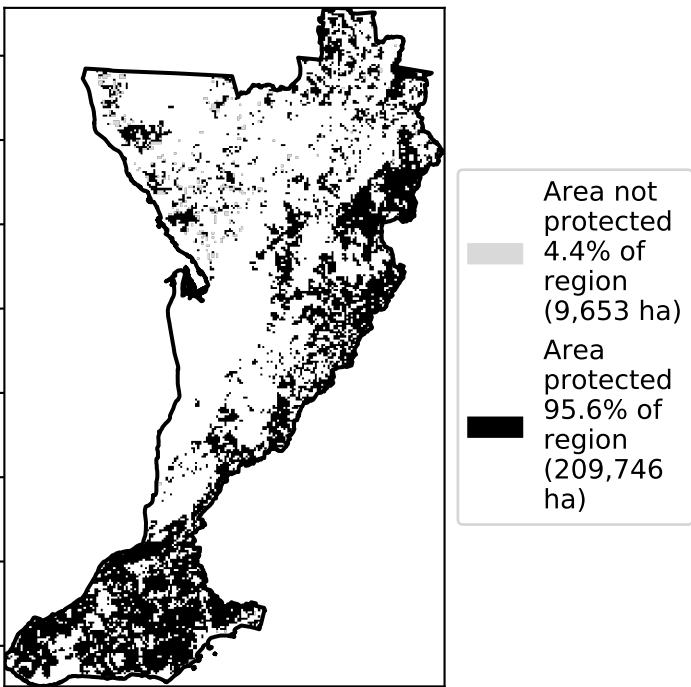 Area not
protected
4.4% of
region
(9,653 ha)
Area
protected
95.6% of
region
(209,746
ha)